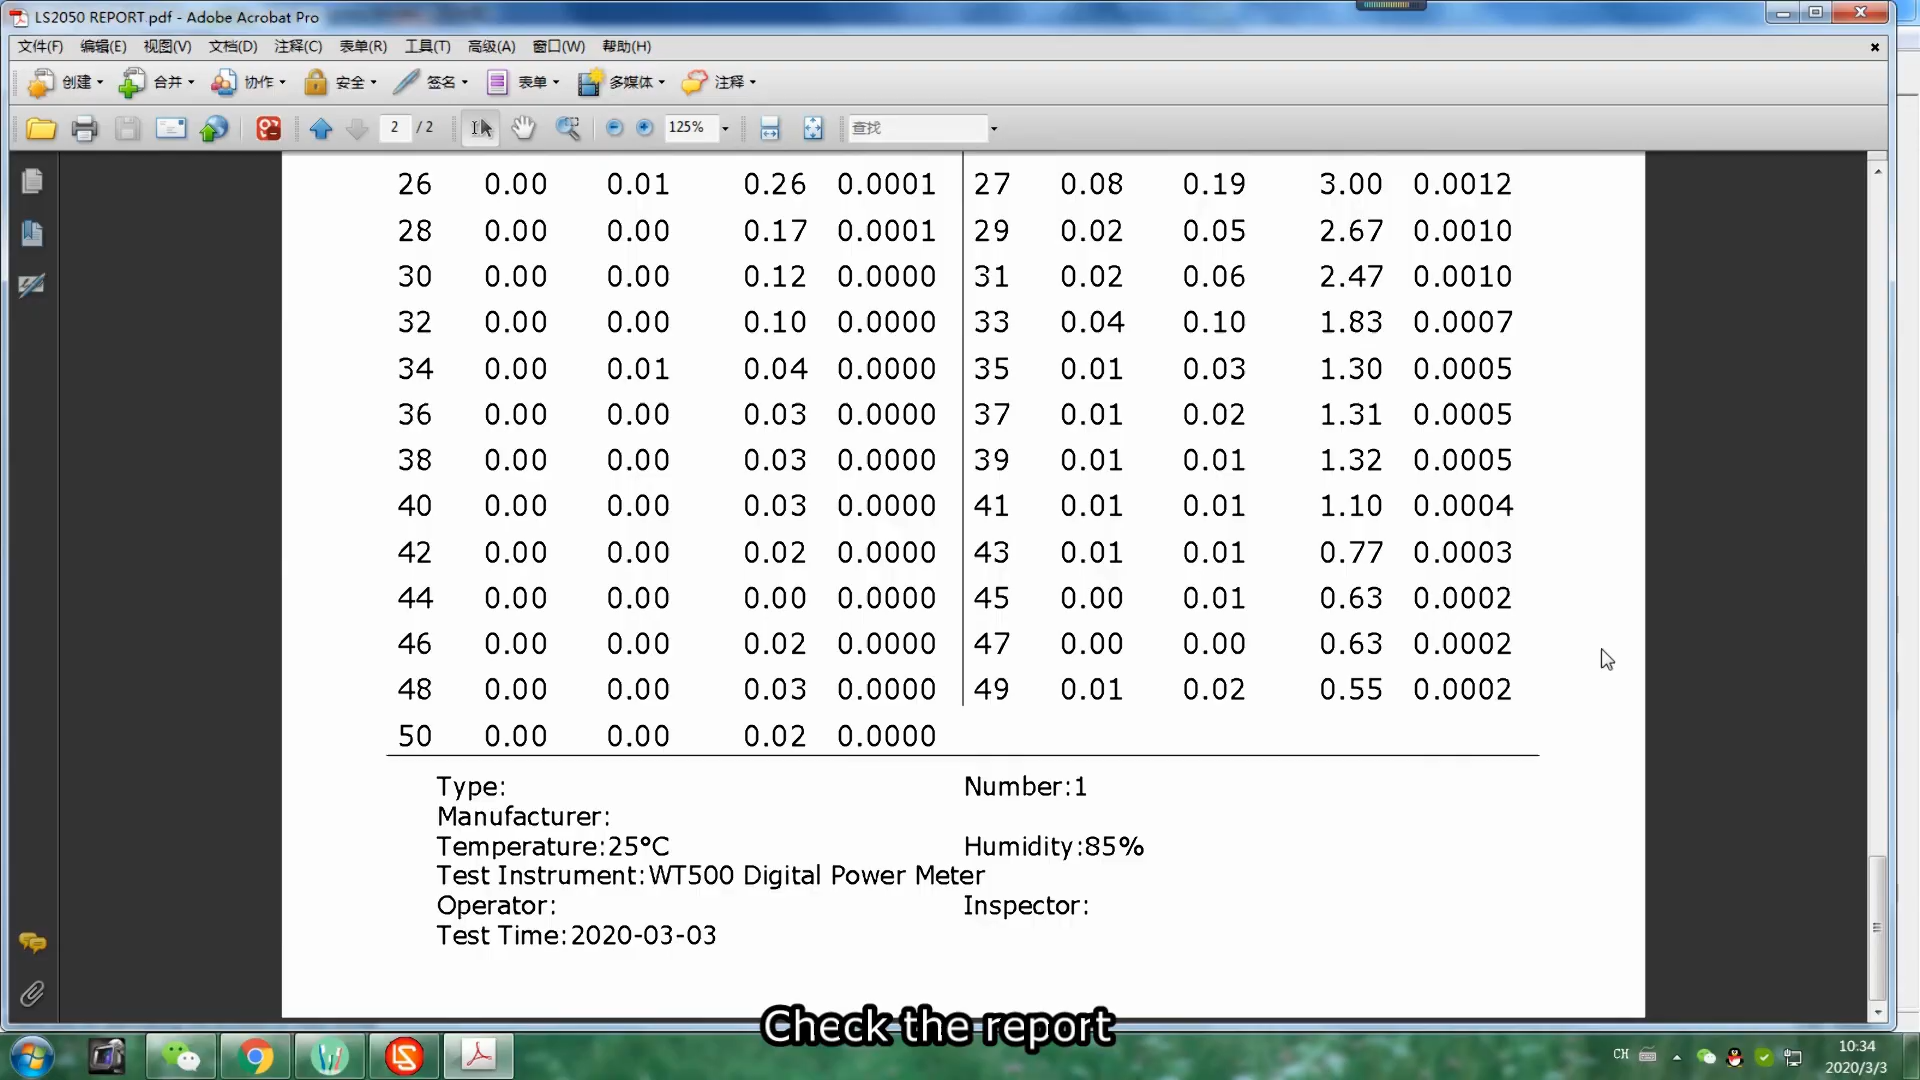 LS2050 REPORT.pdf - Adobe Acrobat Pro
文件(F) 编辑(E) 视图(V) 文档(D) 注释(C) 表单(R) 工具(T) 高级(A) 窗口(W) 帮助(H)
创建 合并 协作 安全 签名 表单 多媒体 注释
2 / 2 125% 查找
26 0.00 0.01 0.26 0.0001 27 0.08 0.19 3.00 0.0012
28 0.00 0.00 0.17 0.0001 29 0.02 0.05 2.67 0.0010
30 0.00 0.00 0.12 0.0000 31 0.02 0.06 2.47 0.0010
32 0.00 0.00 0.10 0.0000 33 0.04 0.10 1.83 0.0007
34 0.00 0.01 0.04 0.0000 35 0.01 0.03 1.30 0.0005
36 0.00 0.00 0.03 0.0000 37 0.01 0.02 1.31 0.0005
38 0.00 0.00 0.03 0.0000 39 0.01 0.01 1.32 0.0005
40 0.00 0.00 0.03 0.0000 41 0.01 0.01 1.10 0.0004
42 0.00 0.00 0.02 0.0000 43 0.01 0.01 0.77 0.0003
44 0.00 0.00 0.00 0.0000 45 0.00 0.01 0.63 0.0002
46 0.00 0.00 0.02 0.0000 47 0.00 0.00 0.63 0.0002
48 0.00 0.00 0.03 0.0000 49 0.01 0.02 0.55 0.0002
50 0.00 0.00 0.02 0.0000
Type: Number:1
Manufacturer:
Temperature:25°C Humidity:85%
Test Instrument:WT500 Digital Power Meter
Operator: Inspector:
Test Time:2020-03-03
Check the report
CH 10:34
2020/3/3